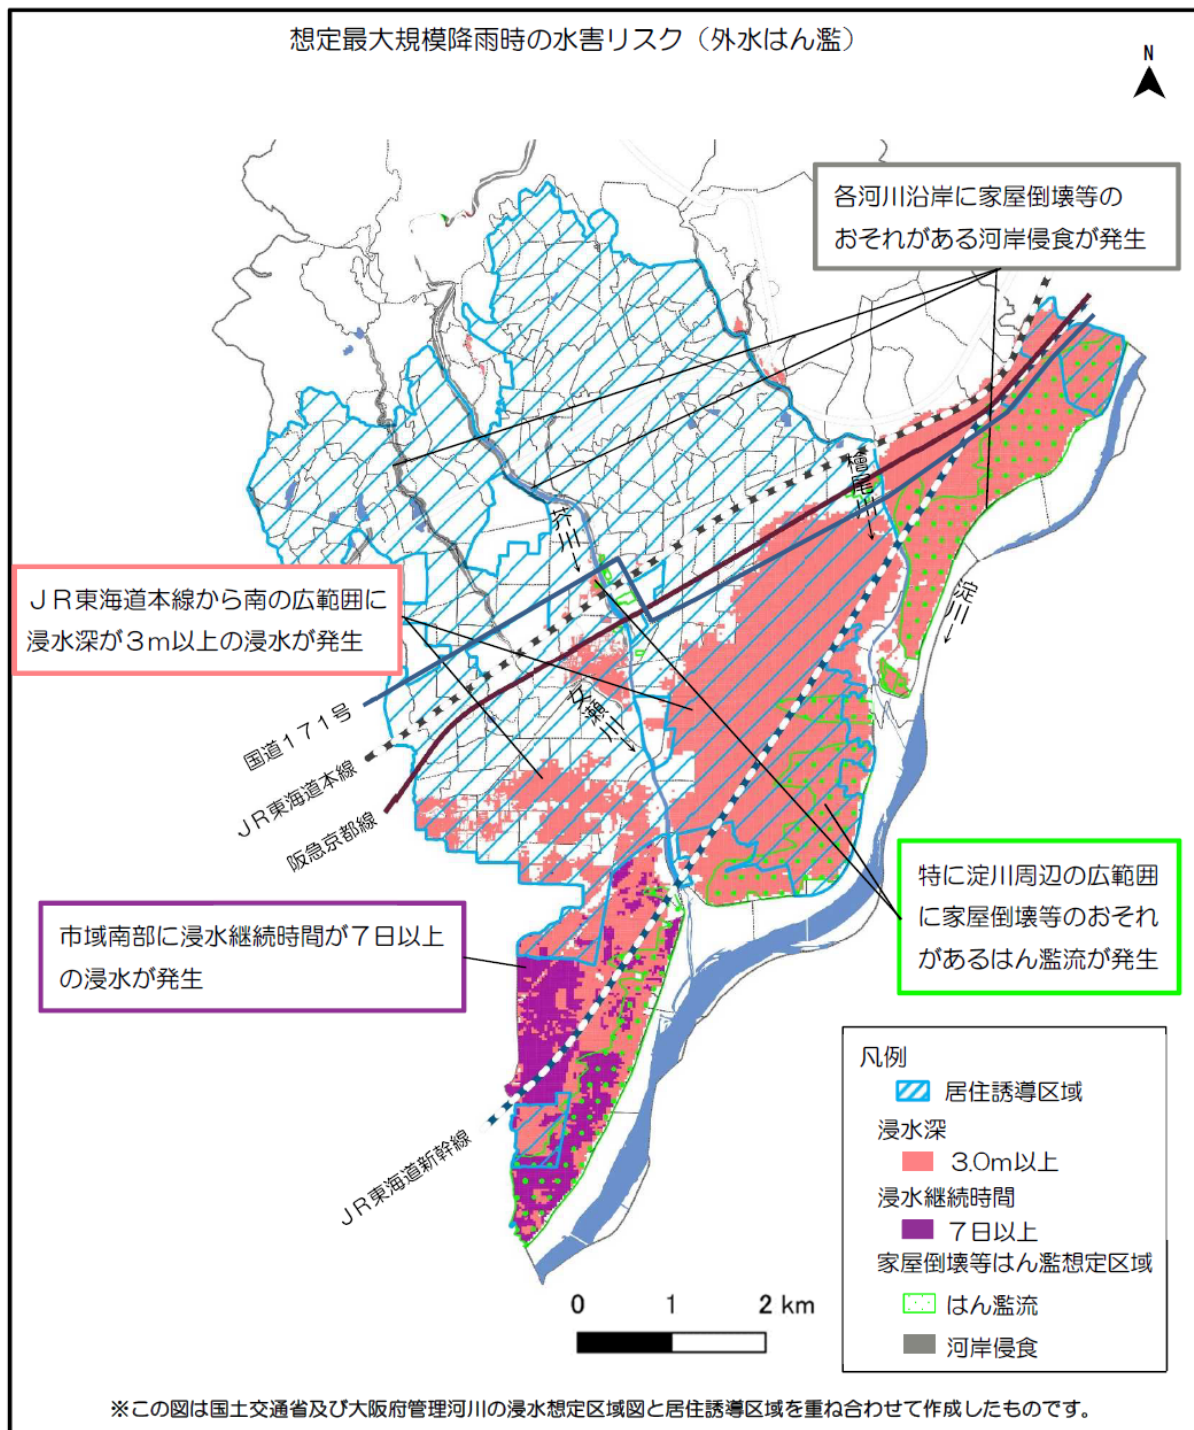 想定最大規模降雨時の水害リスク（外水はん濫）
N
各河川沿岸に家屋倒壊等の
おそれがある河岸侵食が発生
檜尾川
芥川
淀川
ＪＲ東海道本線から南の広範囲に
浸水深が３ｍ以上の浸水が発生
女瀬川
国道１７１号
ＪＲ東海道本線
阪急京都線
特に淀川周辺の広範囲
に家屋倒壊等のおそれ
があるはん濫流が発生
市域南部に浸水継続時間が７日以上
の浸水が発生
ＪＲ東海道新幹線
凡例
居住誘導区域
浸水深
3.0m以上
浸水継続時間
７日以上
家屋倒壊等はん濫想定区域
はん濫流
河岸侵食
0 1 2 km
※この図は国土交通省及び大阪府管理河川の浸水想定区域図と居住誘導区域を重ね合わせて作成したものです。